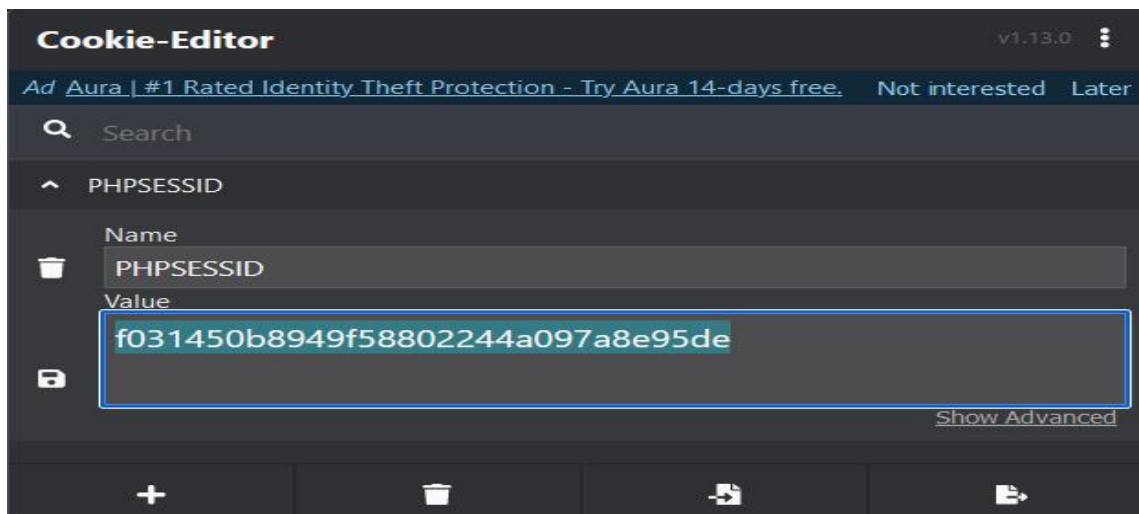 Cookie-Editor v1.13.0
Ad Aura | #1 Rated Identity Theft Protection - Try Aura 14-days free. Not interested Later
Search
PHPSESSID
Name
PHPSESSID
Value
f031450b8949f58802244a097a8e95de
Show Advanced